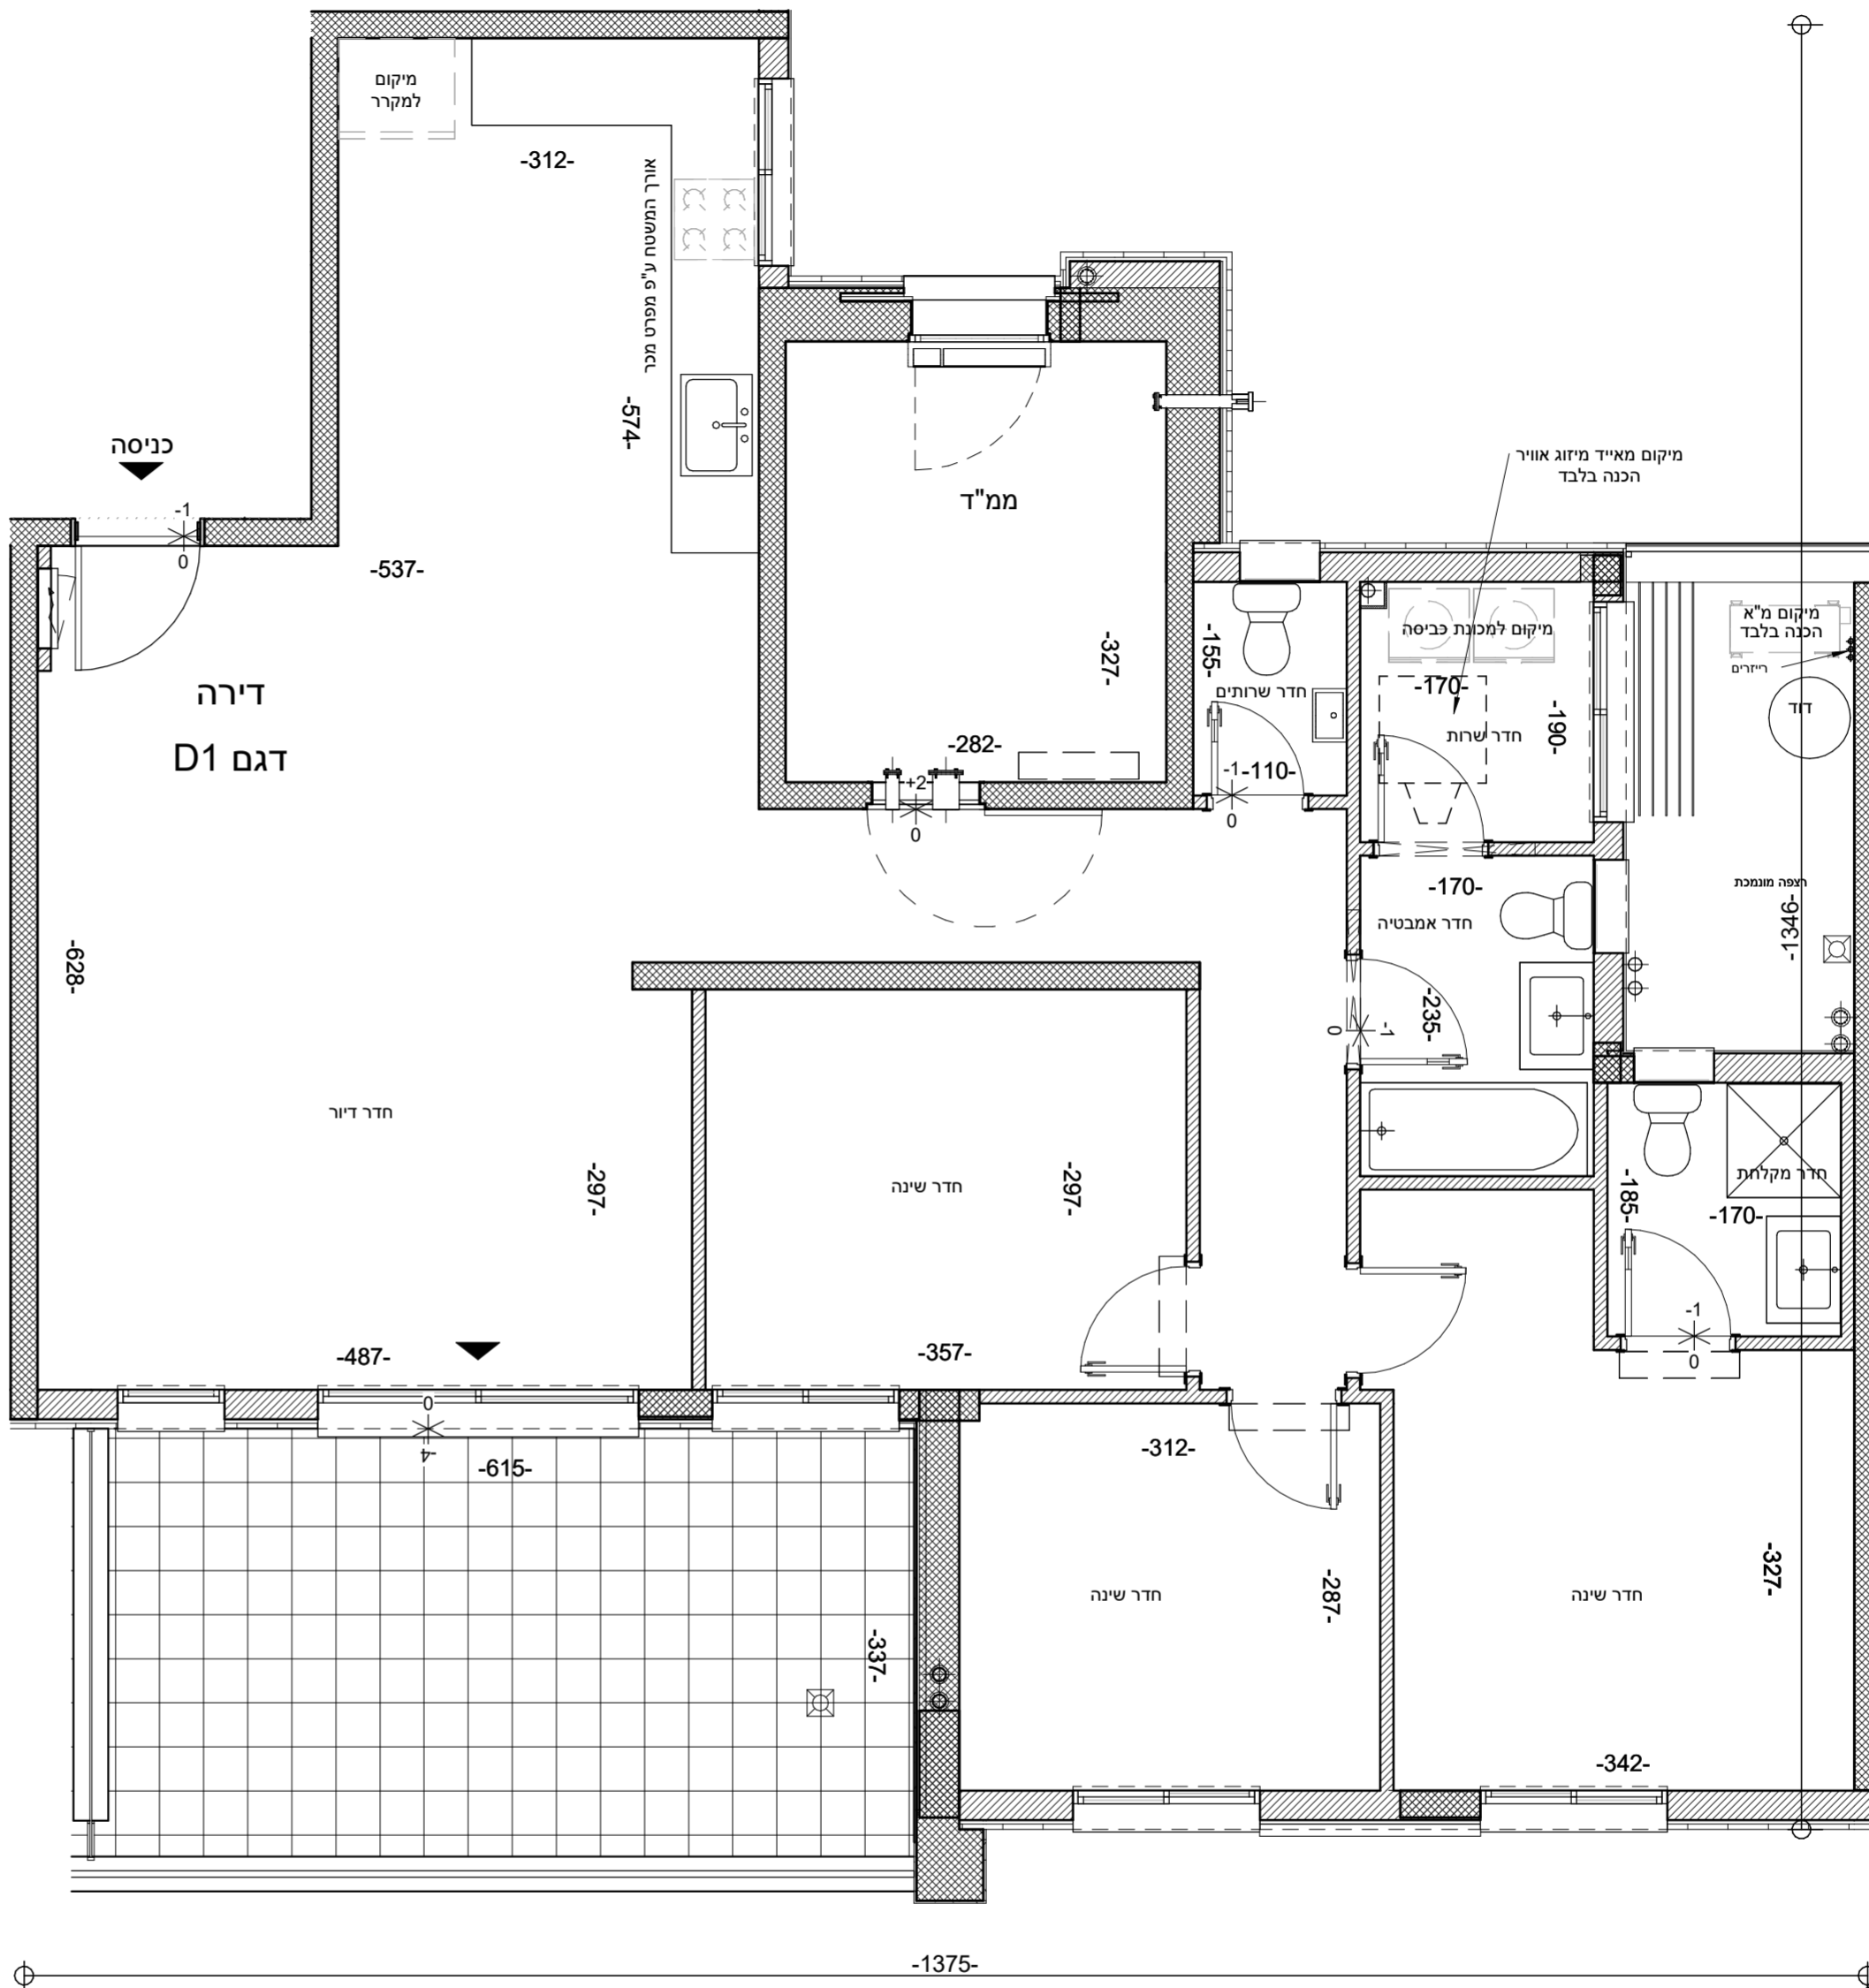 מיקום
למקרר
-312-
אורך המשטח ע"פ מפרט מכר
-574-
כניסה
-1
0
-537-
דירה
דגם D1
ממ"ד
-327-
-282-
+2
0
מיקום מאייד מיזוג אוויר
הכנה בלבד
-155-
חדר שרותים
-110-
-1
0
מיקום למכונת כביסה
-170-
חדר שרות
-190-
מיקום מ"א
הכנה בלבד
רייזרים
דוד
רצפה מונמכת
-1346-
-170-
חדר אמבטיה
-235-
0
-1
-628-
חדר דיור
-297-
-487-
חדר שינה
-297-
-357-
-185-
חדר מקלחת
-170-
-1
0
0
-4
-615-
-337-
-312-
חדר שינה
-287-
חדר שינה
-327-
-342-
-1375-